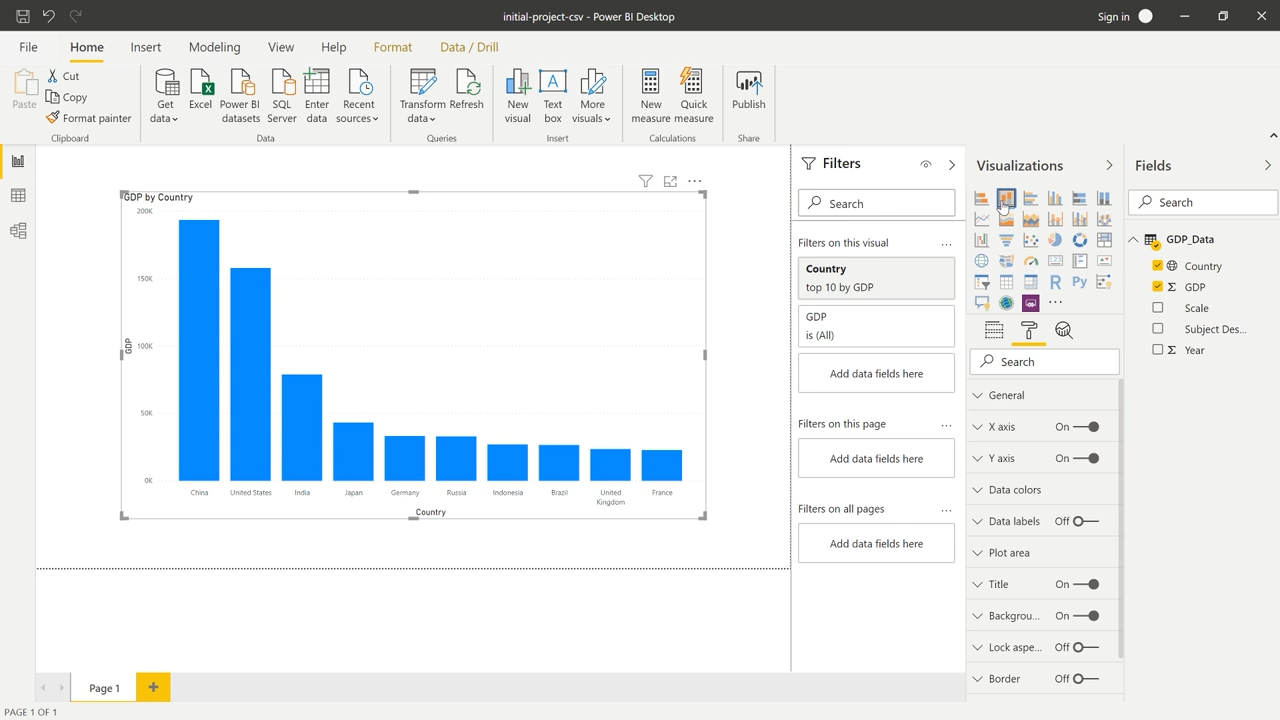 initial-project-csv - Power BI Desktop
Sign in
File Home Insert Modeling View Help Format Data / Drill
Paste
Cut
Copy
Format painter
Get data
Excel
Power BI datasets
SQL Server
Enter data
Recent sources
Transform data
Refresh
New visual
Text box
More visuals
New measure
Quick measure
Publish
Clipboard
Data
Queries
Insert
Calculations
Share
GDP by Country
200K
150K
100K
50K
0K
GDP
China
United States
India
Japan
Germany
Russia
Indonesia
Brazil
United Kingdom
France
Country
Filters
Search
Filters on this visual
...
Country
top 10 by GDP
GDP
is (All)
Add data fields here
Filters on this page
...
Add data fields here
Filters on all pages
...
Add data fields here
Visualizations
R
Py
...
Search
General
X axis On
Y axis On
Data colors
Data labels Off
Plot area
Title On
Backgrou... On
Lock aspe... Off
Border Off
Fields
Search
GDP_Data
Country
Σ GDP
Scale
Subject Des...
Σ Year
Page 1
+
PAGE 1 OF 1